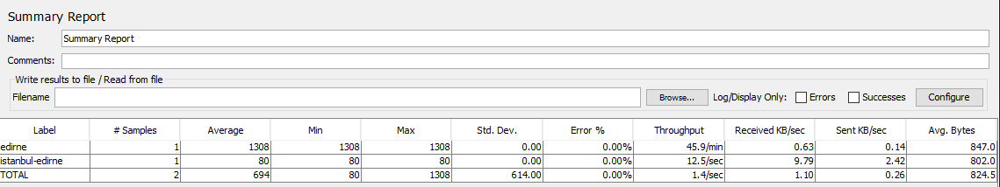 Summary Report
Name: Summary Report
Comments:
Write results to file / Read from file
Filename Browse... Log/Display Only: Errors Successes Configure
Label # Samples Average Min Max Std. Dev. Error % Throughput Received KB/sec Sent KB/sec Avg. Bytes
edirne 1 1308 1308 1308 0.00 0.00% 45.9/min 0.63 0.14 847.0
istanbul-edirne 1 80 80 80 0.00 0.00% 12.5/sec 9.79 2.42 802.0
TOTAL 2 694 80 1308 614.00 0.00% 1.4/sec 1.10 0.26 824.5